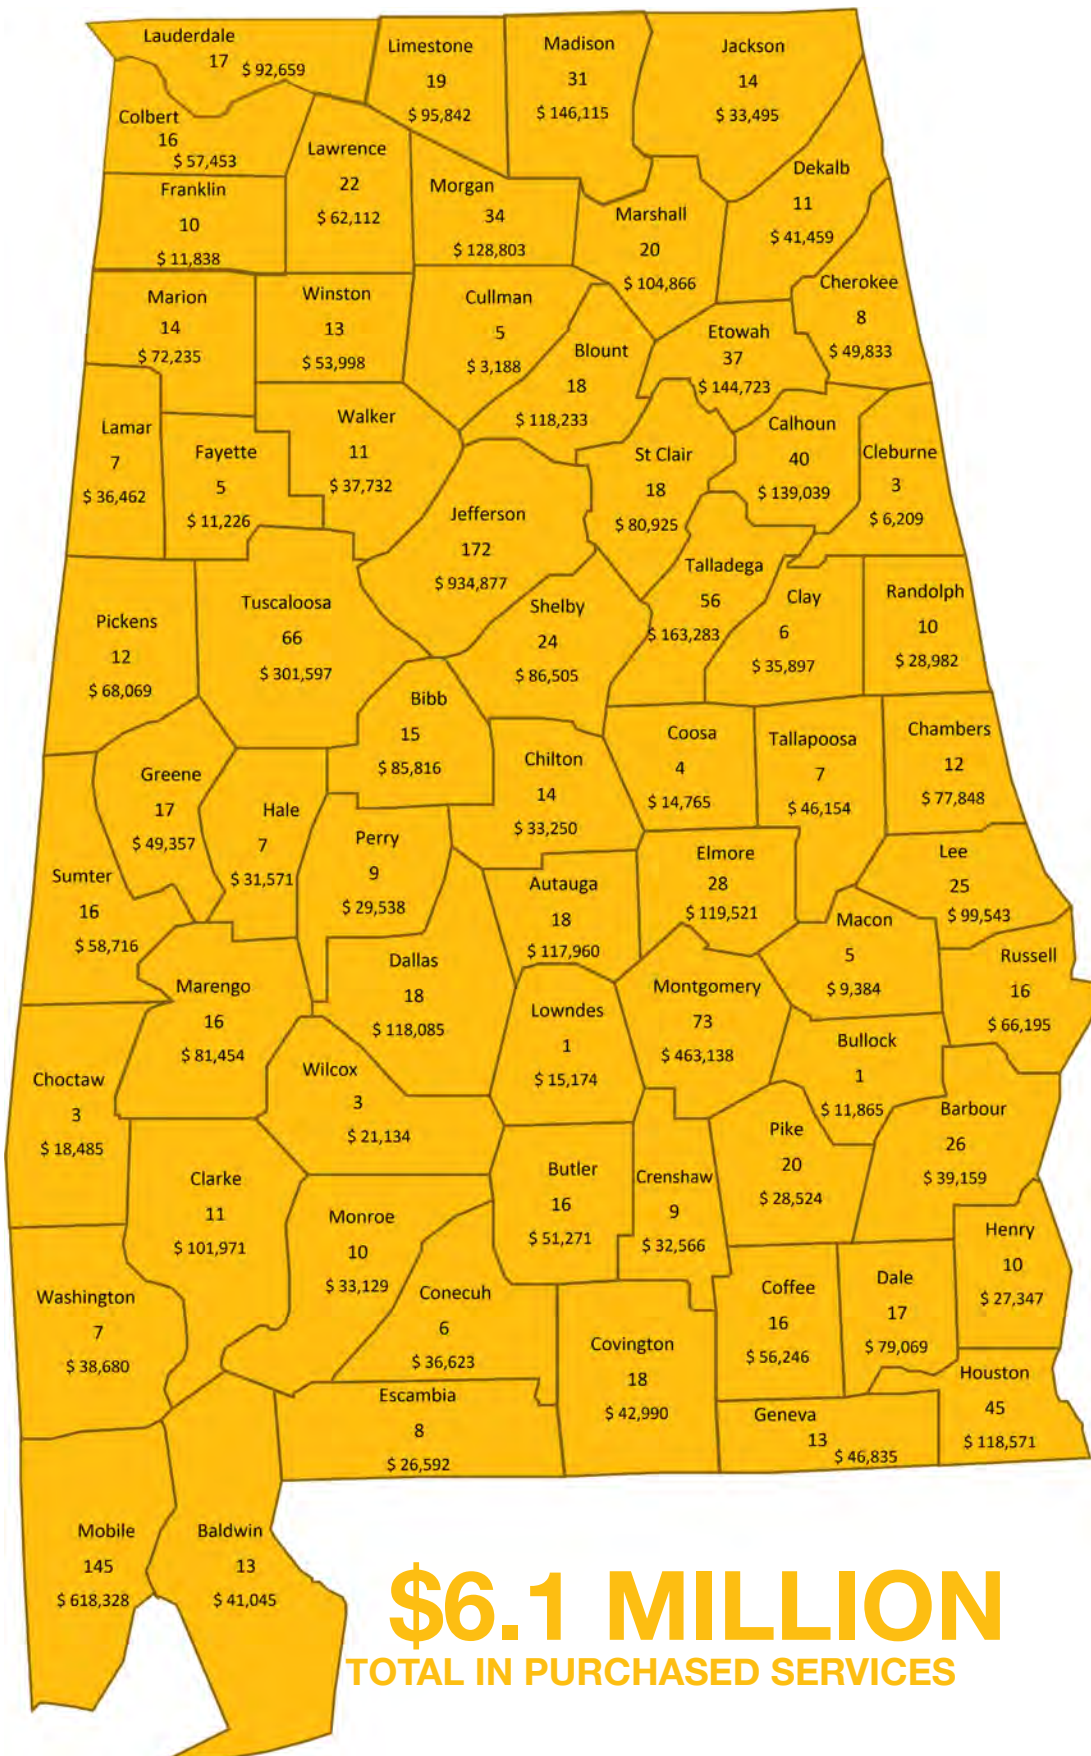 Lauderdale
17 $ 92,659
Limestone
19
$ 95,842
Madison
31
$ 146,115
Jackson
14
$ 33,495
Colbert
16
$ 57,453
Lawrence
22
$ 62,112
Franklin
10
$ 11,838
Morgan
34
$ 128,803
Marshall
20
$ 104,866
Dekalb
11
$ 41,459
Marion
14
$ 72,235
Winston
13
$ 53,998
Cullman
5
$ 3,188
Blount
18
$ 118,233
Etowah
37
$ 144,723
Cherokee
8
$ 49,833
Lamar
7
$ 36,462
Fayette
5
$ 11,226
Walker
11
$ 37,732
Jefferson
172
$ 934,877
St Clair
18
$ 80,925
Calhoun
40
$ 139,039
Cleburne
3
$ 6,209
Pickens
12
$ 68,069
Tuscaloosa
66
$ 301,597
Shelby
24
$ 86,505
Talladega
56
$ 163,283
Clay
6
$ 35,897
Randolph
10
$ 28,982
Bibb
15
$ 85,816
Greene
17
$ 49,357
Hale
7
$ 31,571
Perry
9
$ 29,538
Chilton
14
$ 33,250
Coosa
4
$ 14,765
Tallapoosa
7
$ 46,154
Chambers
12
$ 77,848
Sumter
16
$ 58,716
Autauga
18
$ 117,960
Elmore
28
$ 119,521
Lee
25
$ 99,543
Macon
5
$ 9,384
Russell
16
$ 66,195
Marengo
16
$ 81,454
Dallas
18
$ 118,085
Lowndes
1
$ 15,174
Montgomery
73
$ 463,138
Bullock
1
$ 11,865
Choctaw
3
$ 18,485
Wilcox
3
$ 21,134
Barbour
26
$ 39,159
Pike
20
$ 28,524
Clarke
11
$ 101,971
Butler
16
$ 51,271
Crenshaw
9
$ 32,566
Monroe
10
$ 33,129
Henry
10
$ 27,347
Washington
7
$ 38,680
Conecuh
6
$ 36,623
Coffee
16
$ 56,246
Dale
17
$ 79,069
Covington
18
$ 42,990
Houston
45
$ 118,571
Escambia
8
$ 26,592
Geneva
13 $ 46,835
Mobile
145
$ 618,328
Baldwin
13
$ 41,045
$6.1 MILLION
TOTAL IN PURCHASED SERVICES